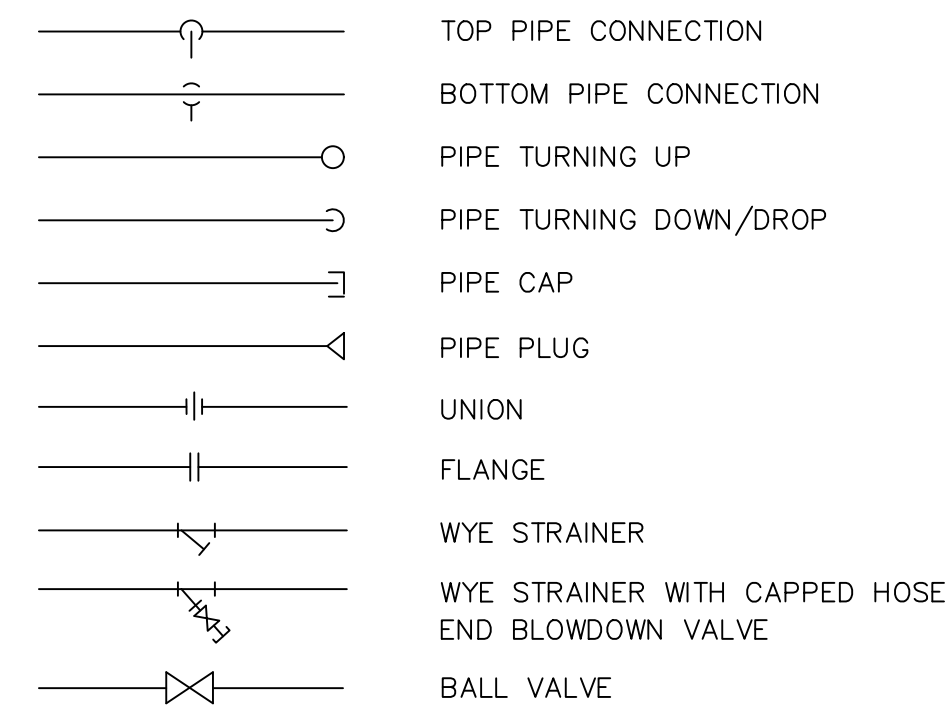 TOP PIPE CONNECTION
BOTTOM PIPE CONNECTION
PIPE TURNING UP
PIPE TURNING DOWN/DROP
PIPE CAP
PIPE PLUG
UNION
FLANGE
WYE STRAINER
WYE STRAINER WITH CAPPED HOSE
END BLOWDOWN VALVE
BALL VALVE